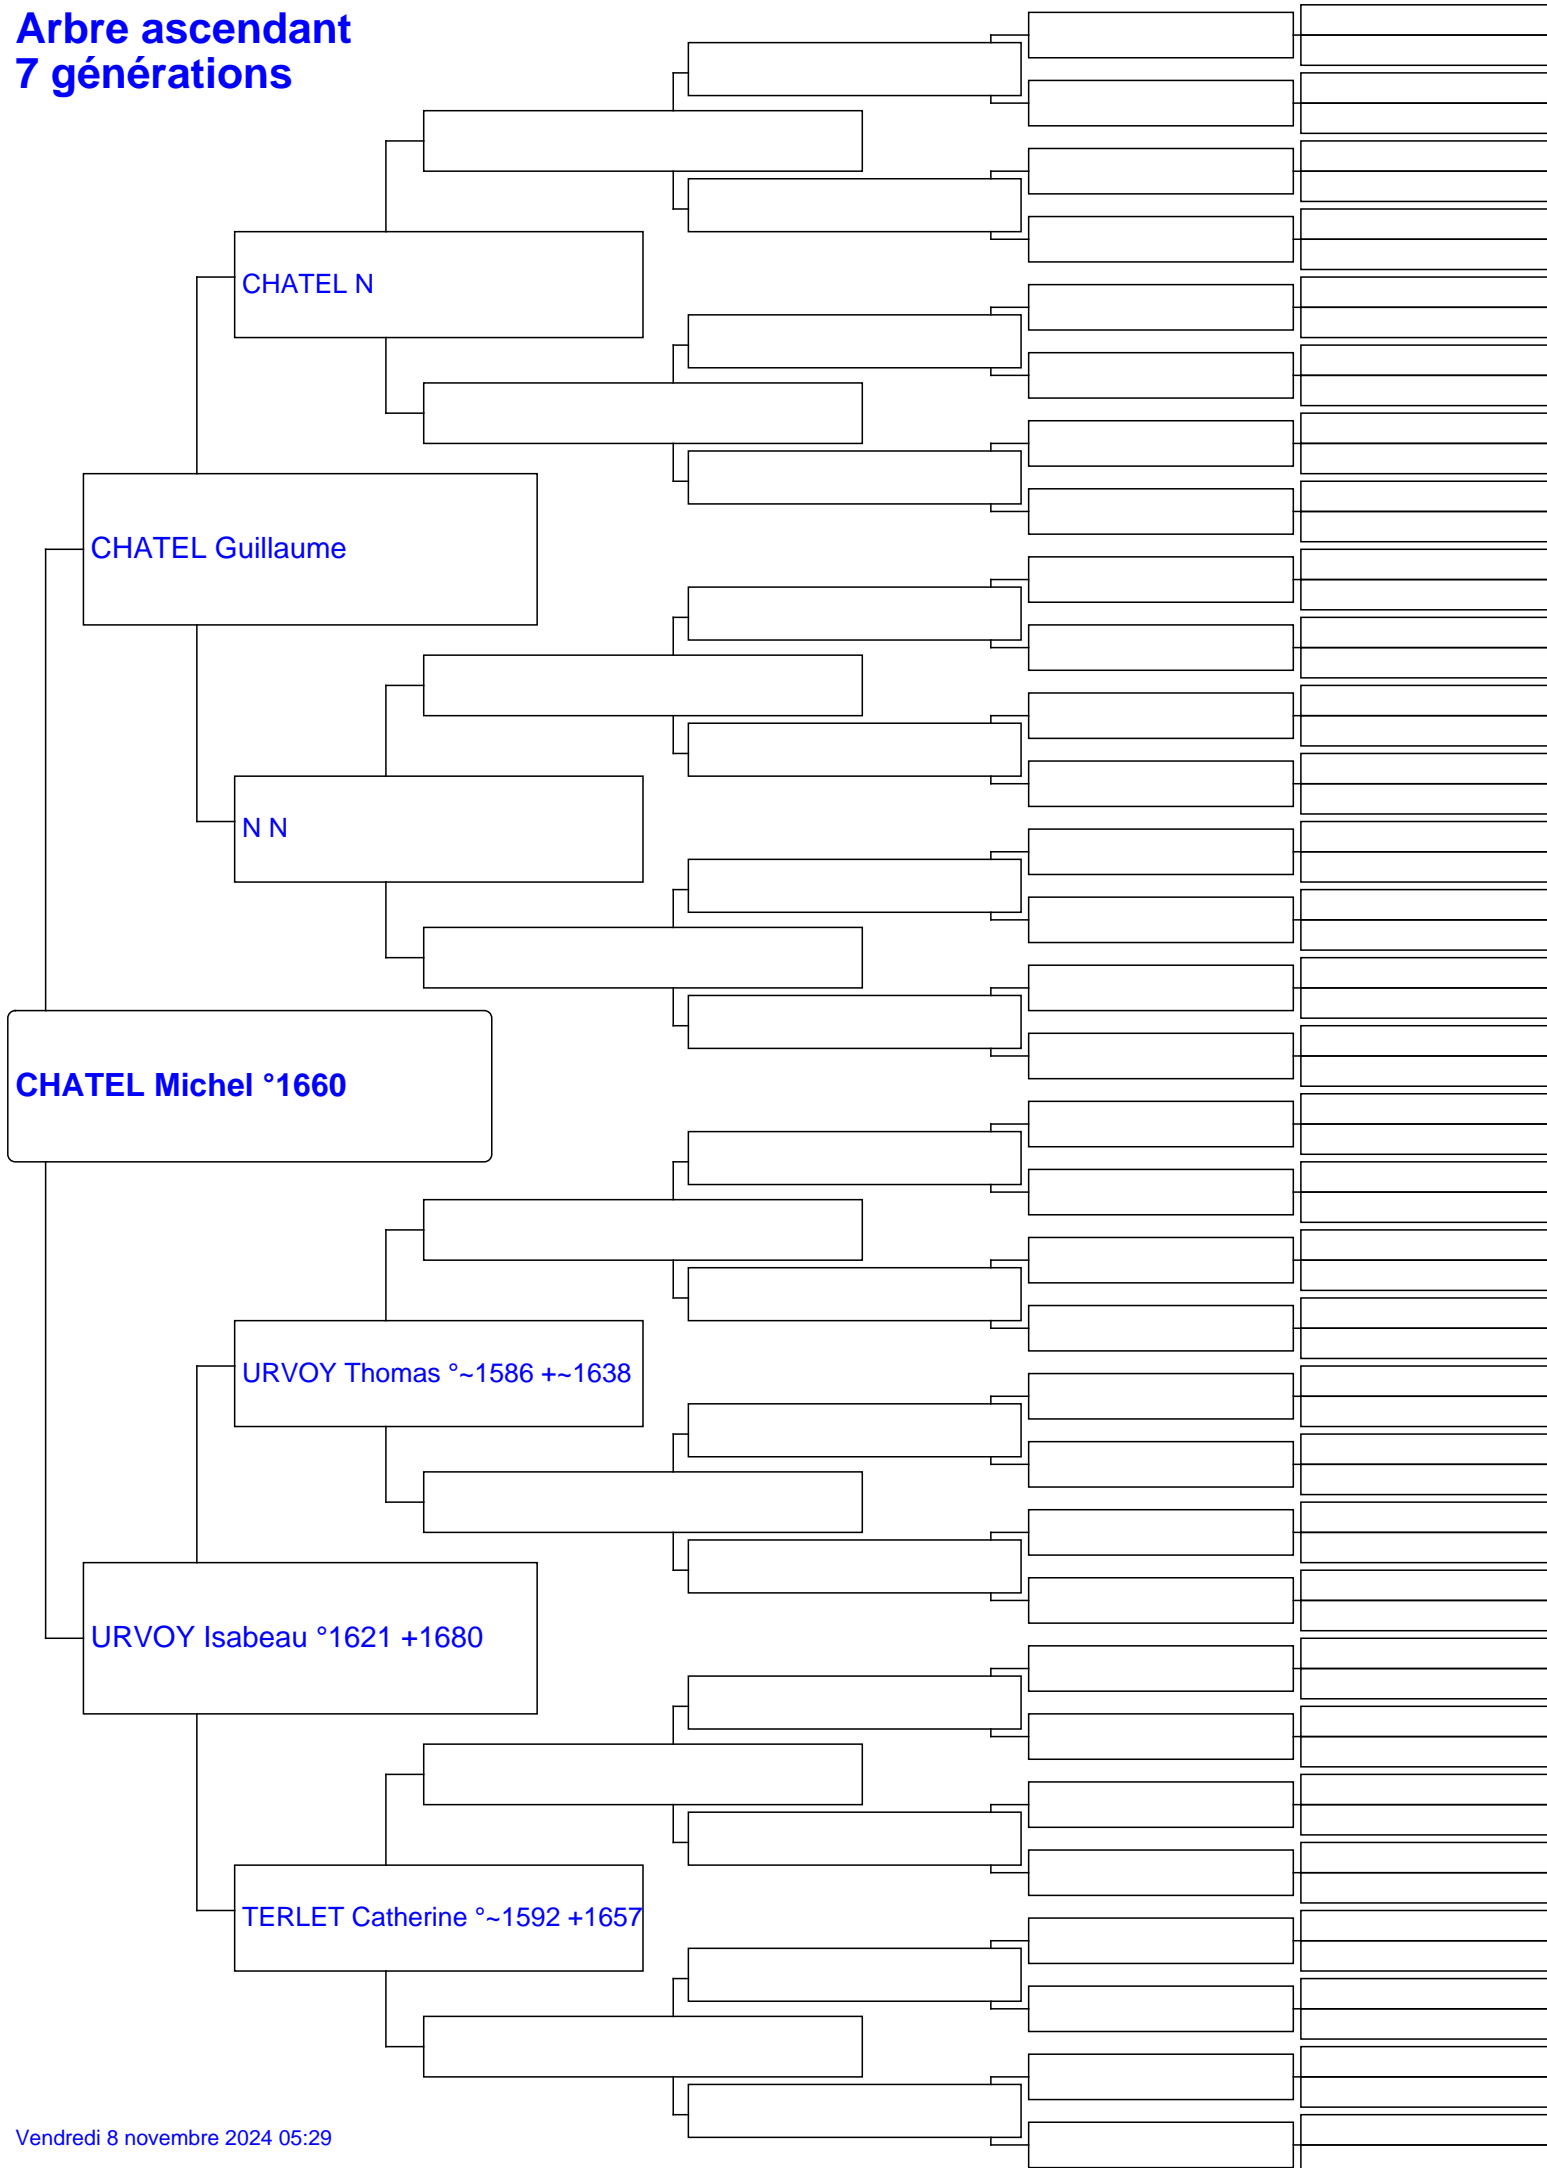 Arbre ascendant
7 générations
CHATEL N
CHATEL Guillaume
N N
CHATEL Michel °1660
URVOY Thomas °~1586 +~1638
URVOY Isabeau °1621 +1680
TERLET Catherine °~1592 +1657
Vendredi 8 novembre 2024 05:29